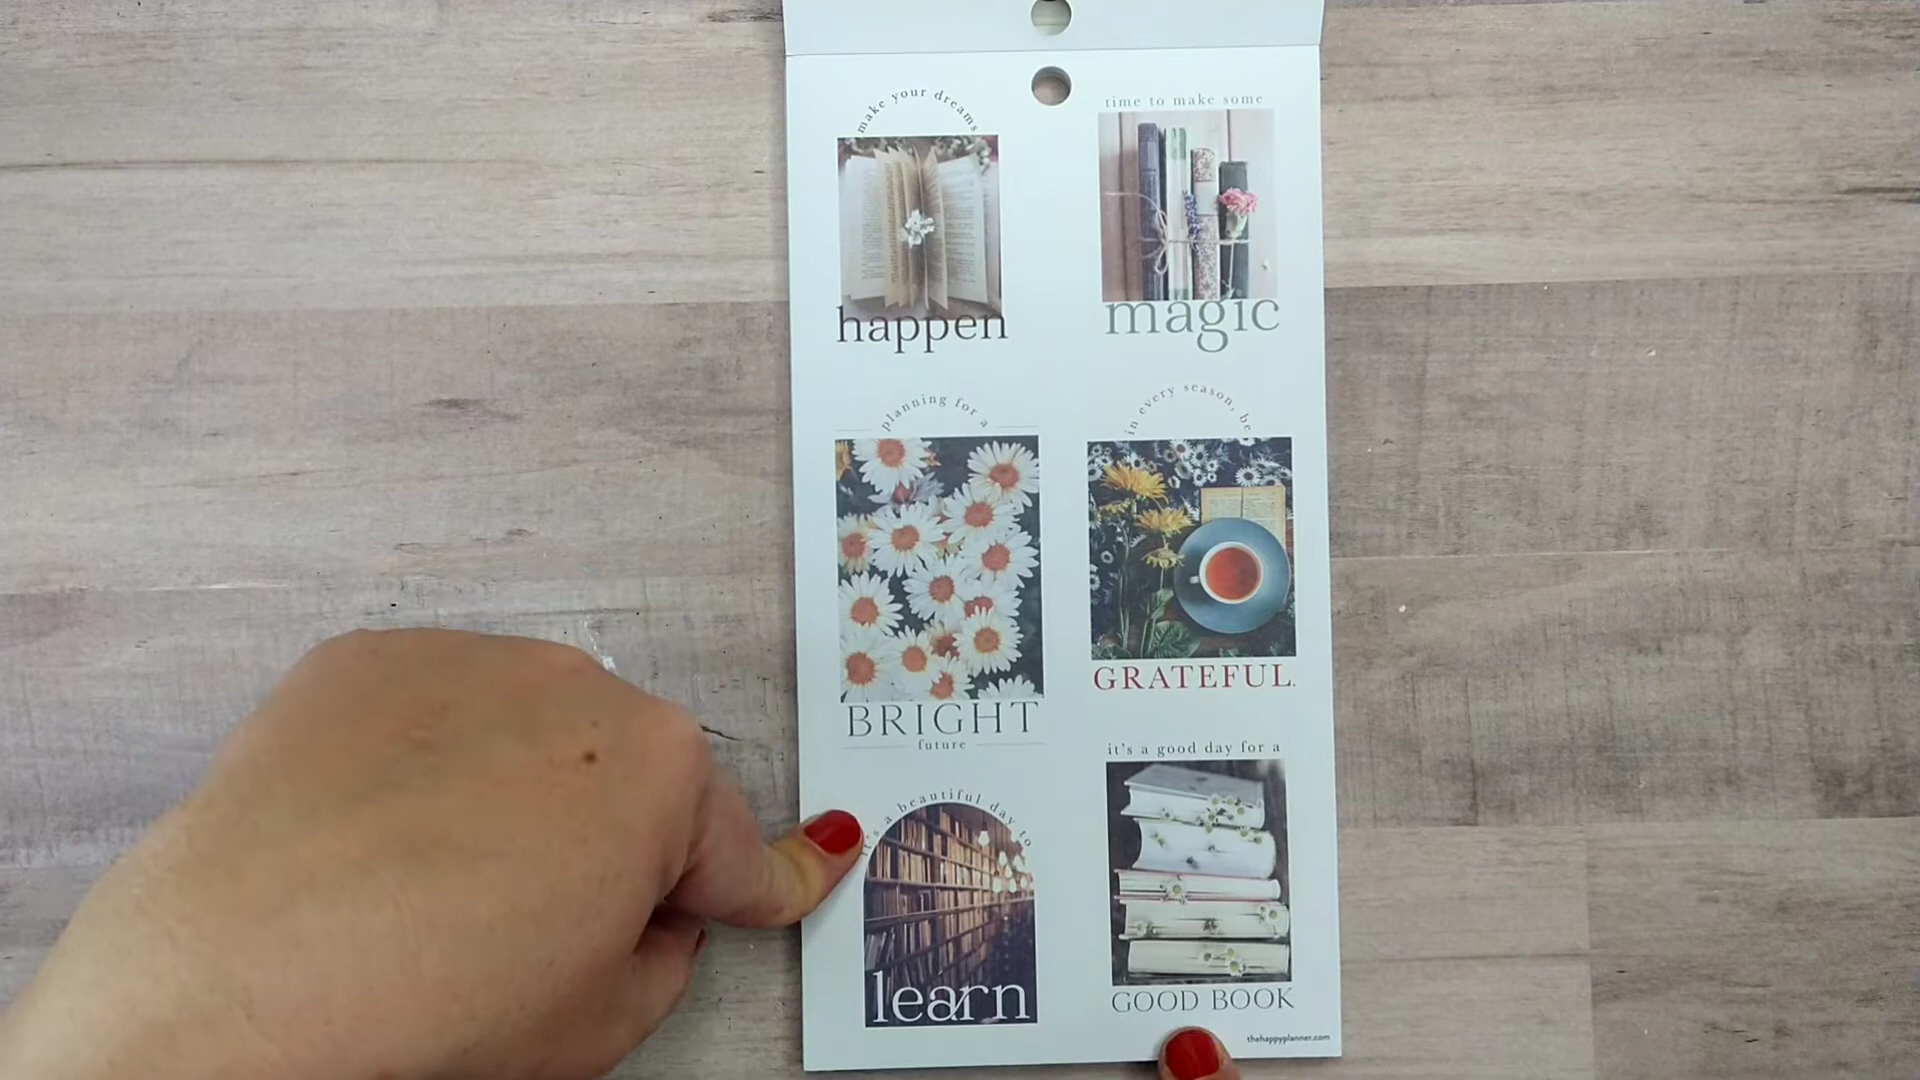 make your dreams
happen
time to make some
magic
planning for a
BRIGHT
future
in every season, be
GRATEFUL.
it's a beautiful day to
learn
it's a good day for a
GOOD BOOK
thehappyplanner.com